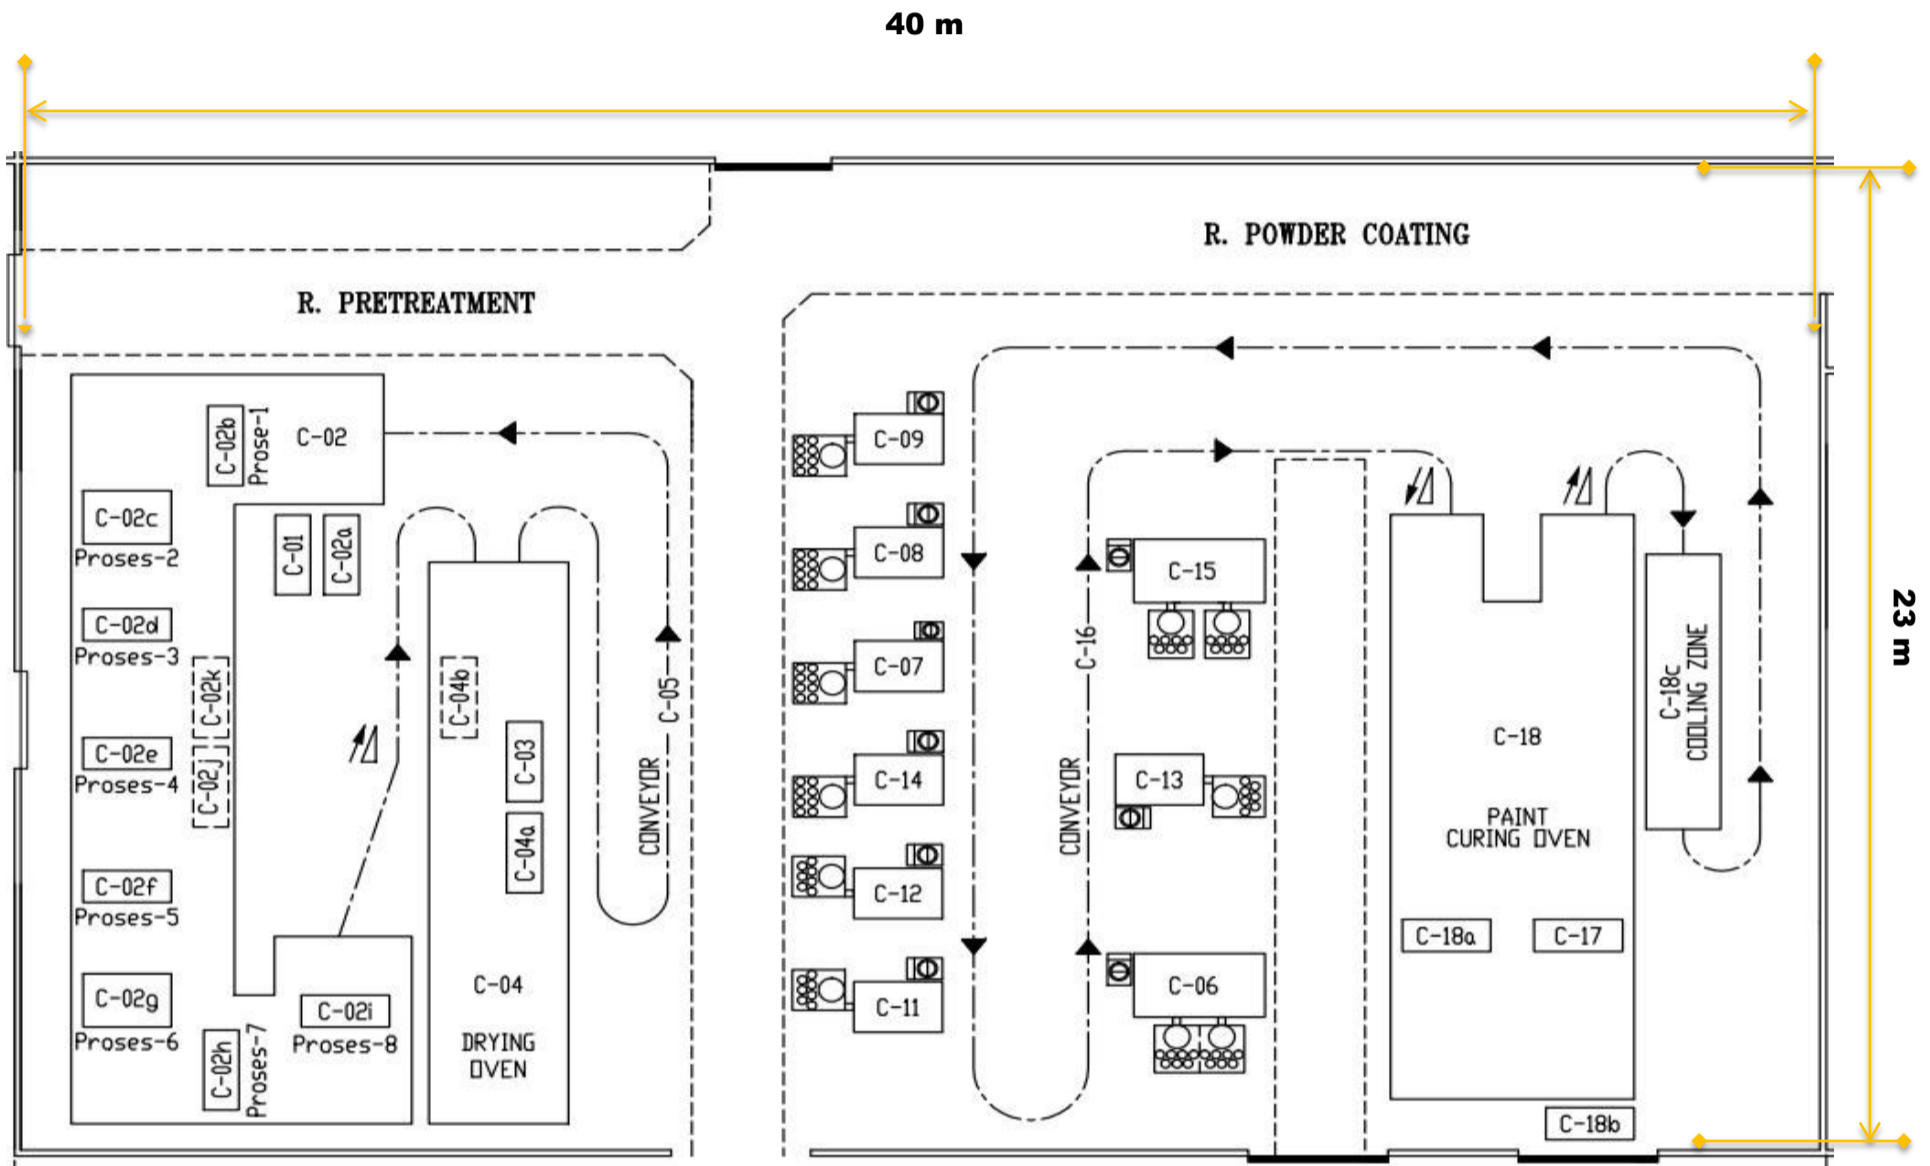 40 m
R. POWDER COATING
R. PRETREATMENT
C-02b
Prose-1
C-02
C-02c
Proses-2
C-01
C-02a
C-02d
Proses-3
C-02k
C-02j
C-02e
Proses-4
C-02f
Proses-5
C-02g
Proses-6
C-02h
Proses-7
C-02i
Proses-8
C-04b
C-03
C-04a
C-04
DRYING
OVEN
CONVEYOR
C-05
C-09
C-08
C-07
C-14
C-12
C-11
CONVEYOR
C-16
C-15
C-13
C-06
C-18
PAINT
CURING OVEN
C-18a
C-17
C-18b
C-18c
COOLING ZONE
23 m